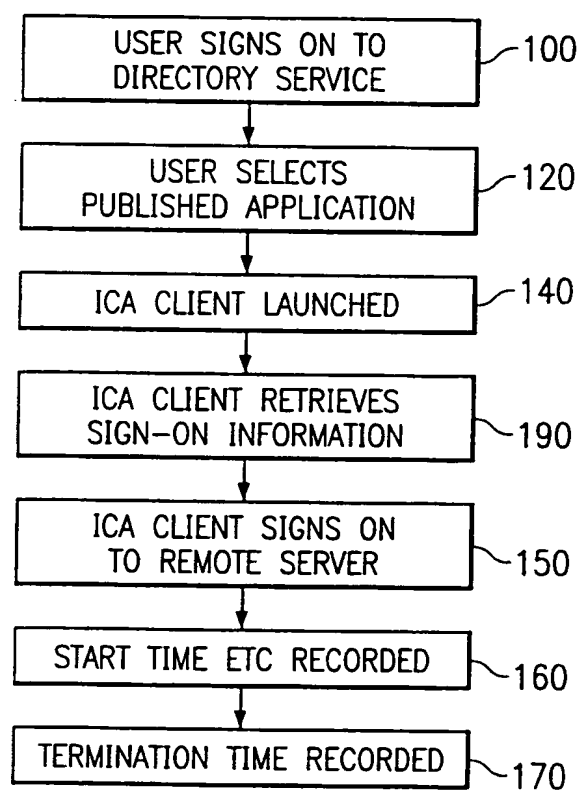 USER SIGNS ON TO
DIRECTORY SERVICE
100
USER SELECTS
PUBLISHED APPLICATION
120
ICA CLIENT LAUNCHED
140
ICA CLIENT RETRIEVES
SIGN-ON INFORMATION
190
ICA CLIENT SIGNS ON
TO REMOTE SERVER
150
START TIME ETC RECORDED
160
TERMINATION TIME RECORDED
170